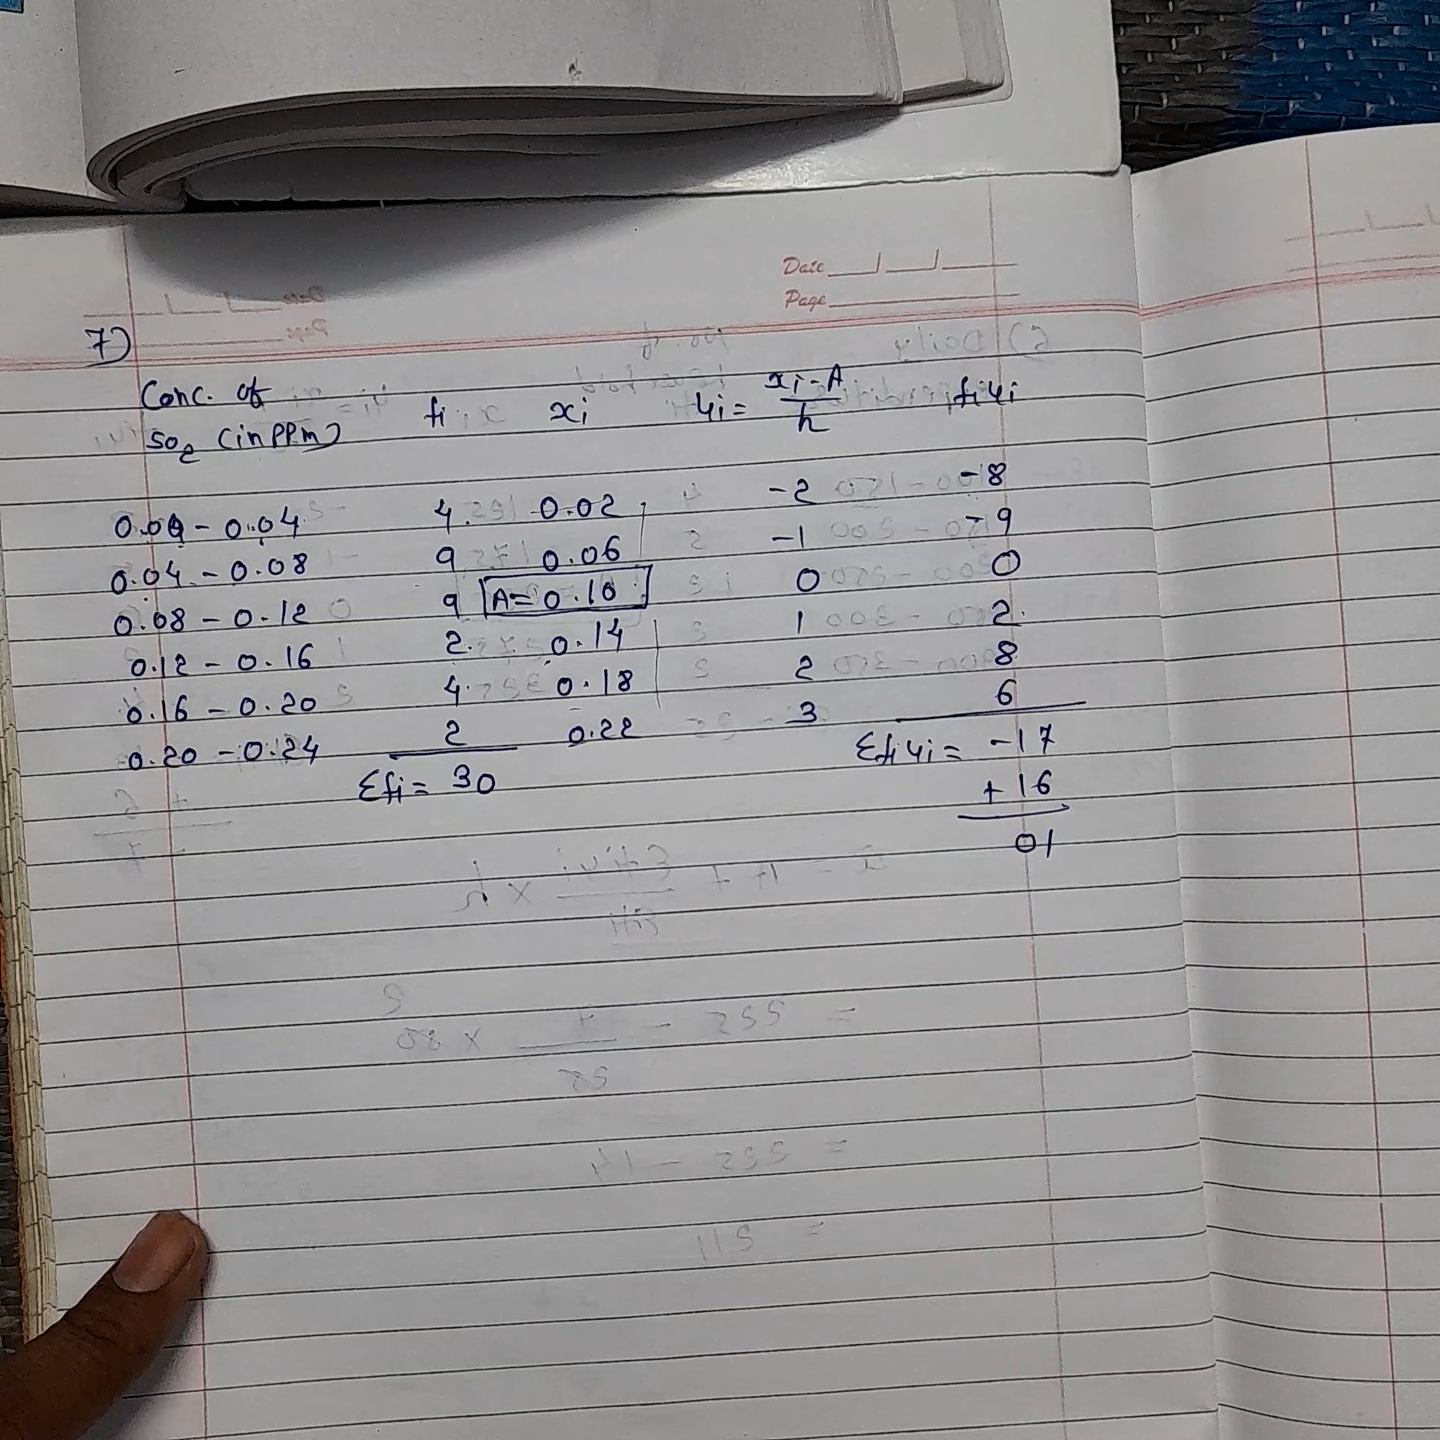 Date
Page
7)
Conc. of SO2 (in PPm) fi xi ui = xi - A / h fiui
0.00 - 0.04 4 0.02 -2 -8
0.04 - 0.08 9 0.06 -1 -9
0.08 - 0.12 9 A = 0.10 0 0
0.12 - 0.16 2 0.14 1 2
0.16 - 0.20 4 0.18 2 8
0.20 - 0.24 2 0.22 3 6
Σfi = 30 Σfiui = -17
+ 16
01